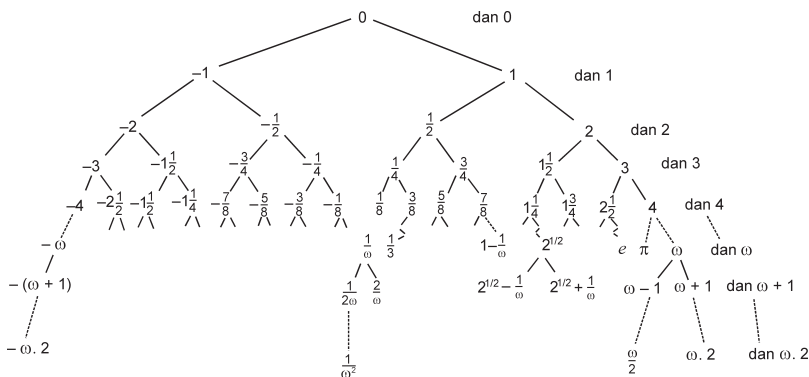 0 dan 0
–1 1 dan 1
–2 –1/2 1/2 2 dan 2
–3 –1 1/2 –3/4 –1/4 1/4 3/4 1 1/2 3 dan 3
–4 –2 1/2 –1 1/2 –1 1/4 –7/8 –5/8 –3/8 –1/8 1/8 3/8 5/8 7/8 1 1/4 1 3/4 2 1/2 4 dan 4
– ω 1/ω 1/3 1–1/ω 2^1/2 e π ω dan ω
– (ω + 1) 1/2ω 2/ω 2^1/2 – 1/ω 2^1/2 + 1/ω ω – 1 ω + 1 dan ω + 1
– ω. 2 1/ω² ω/2 ω. 2 dan ω. 2